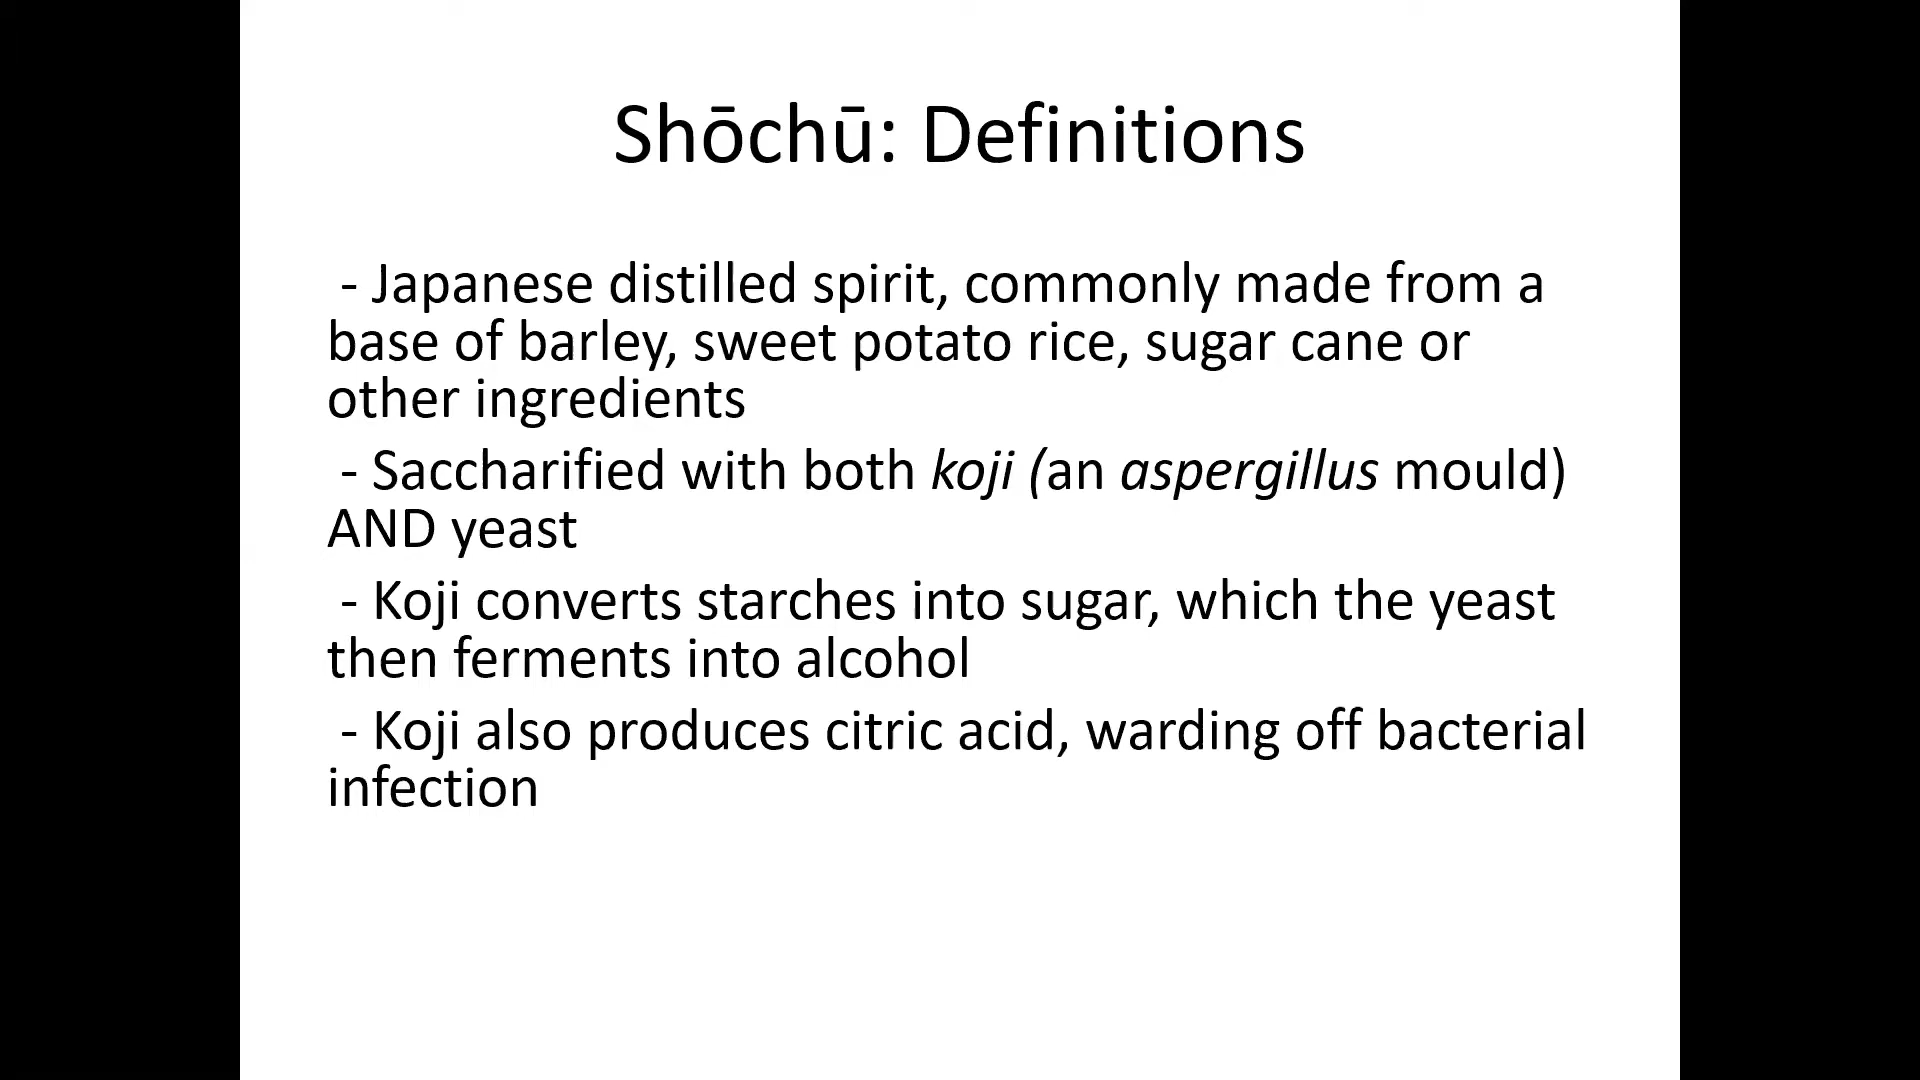 Shōchū: Definitions
- Japanese distilled spirit, commonly made from a
base of barley, sweet potato rice, sugar cane or
other ingredients
- Saccharified with both koji (an aspergillus mould)
AND yeast
- Koji converts starches into sugar, which the yeast
then ferments into alcohol
- Koji also produces citric acid, warding off bacterial
infection